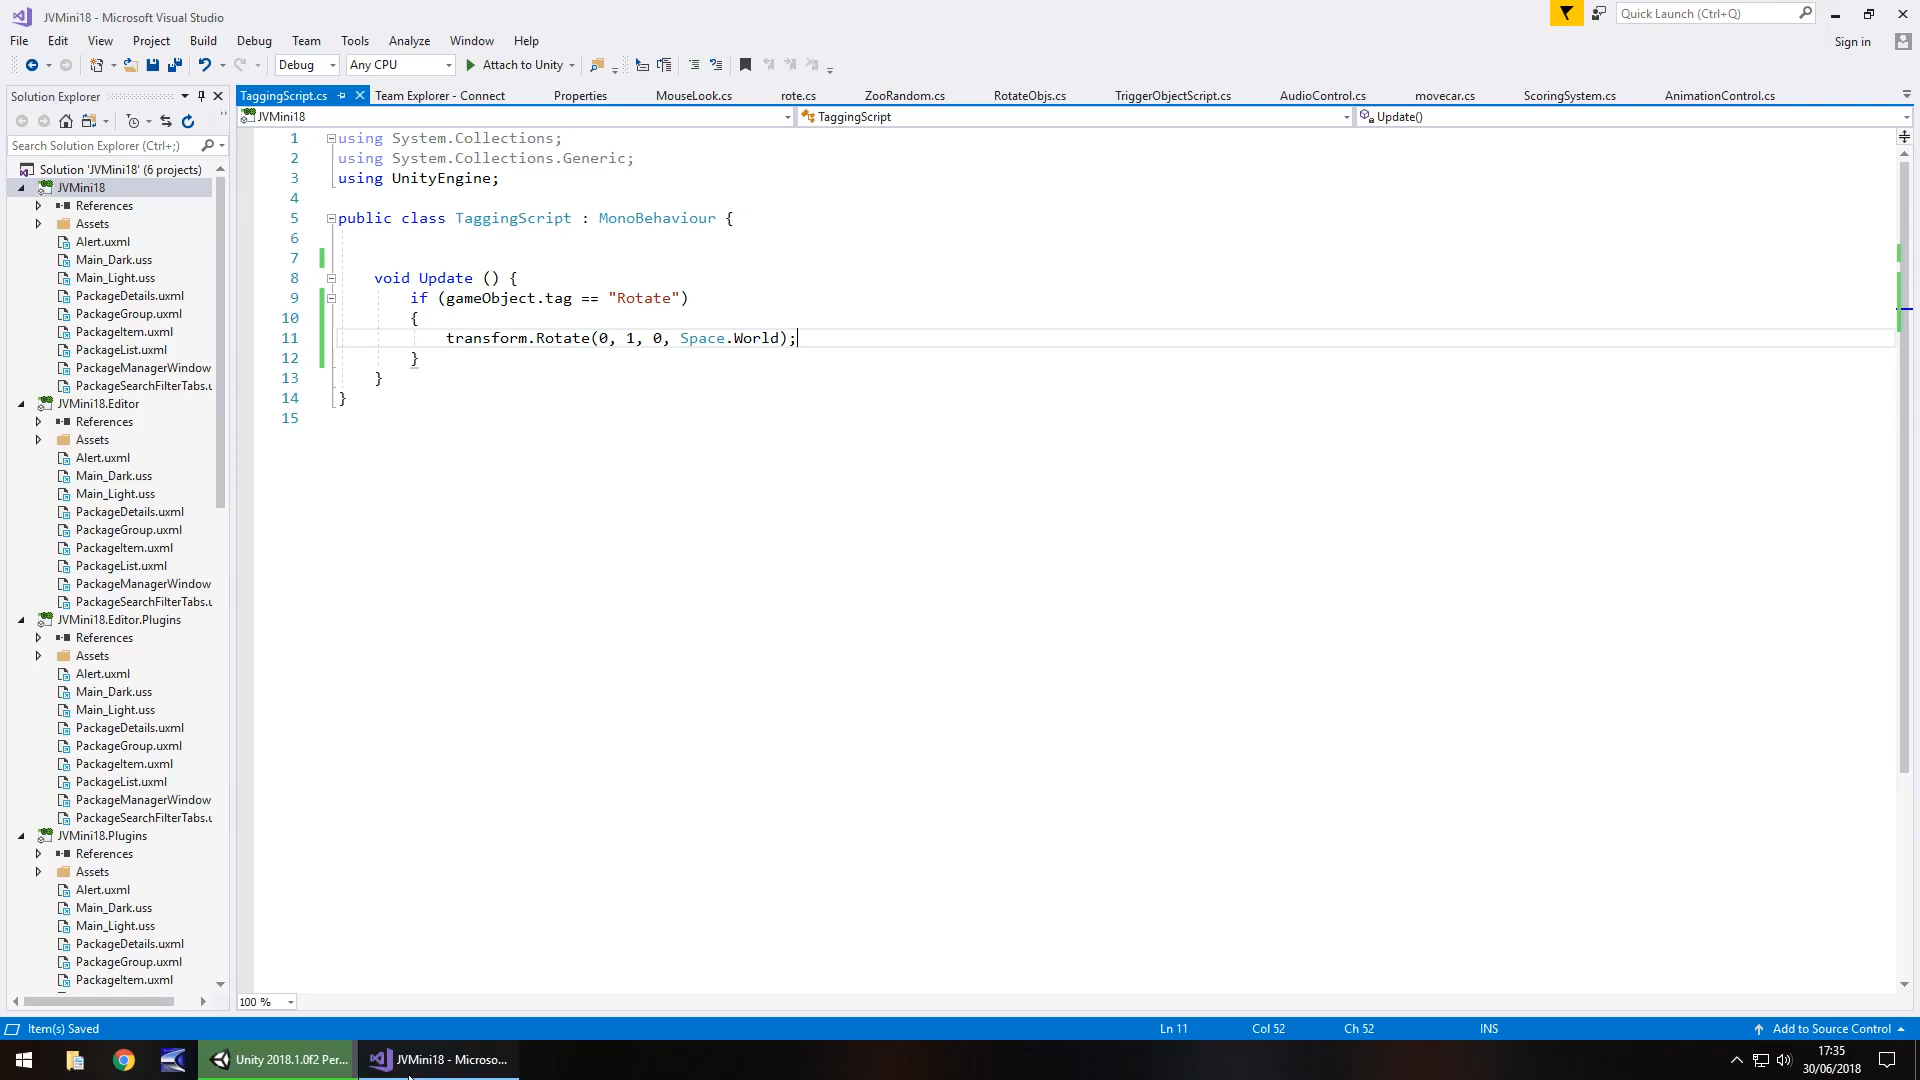 JVMini18 - Microsoft Visual Studio
Quick Launch (Ctrl+Q)
File Edit View Project Build Debug Team Tools Analyze Window Help
Sign in
Debug Any CPU Attach to Unity
Solution Explorer
TaggingScript.cs Team Explorer - Connect Properties MouseLook.cs rote.cs ZooRandom.cs RotateObjs.cs TriggerObjectScript.cs AudioControl.cs movecar.cs ScoringSystem.cs AnimationControl.cs
JVMini18 TaggingScript Update()
Search Solution Explorer (Ctrl+;)
Solution 'JVMini18' (6 projects)
JVMini18
References
Assets
Alert.uxml
Main_Dark.uss
Main_Light.uss
PackageDetails.uxml
PackageGroup.uxml
PackageItem.uxml
PackageList.uxml
PackageManagerWindow
PackageSearchFilterTabs.u
JVMini18.Editor
References
Assets
Alert.uxml
Main_Dark.uss
Main_Light.uss
PackageDetails.uxml
PackageGroup.uxml
PackageItem.uxml
PackageList.uxml
PackageManagerWindow
PackageSearchFilterTabs.u
JVMini18.Editor.Plugins
References
Assets
Alert.uxml
Main_Dark.uss
Main_Light.uss
PackageDetails.uxml
PackageGroup.uxml
PackageItem.uxml
PackageList.uxml
PackageManagerWindow
PackageSearchFilterTabs.u
JVMini18.Plugins
References
Assets
Alert.uxml
Main_Dark.uss
Main_Light.uss
PackageDetails.uxml
PackageGroup.uxml
PackageItem.uxml
1 using System.Collections;
2 using System.Collections.Generic;
3 using UnityEngine;
4
5 public class TaggingScript : MonoBehaviour {
6
7
8 void Update () {
9 if (gameObject.tag == "Rotate")
10 {
11 transform.Rotate(0, 1, 0, Space.World);
12 }
13 }
14 }
15
100 %
Item(s) Saved Ln 11 Col 52 Ch 52 INS Add to Source Control
Unity 2018.1.0f2 Per... JVMini18 - Microso...
17:35
30/06/2018